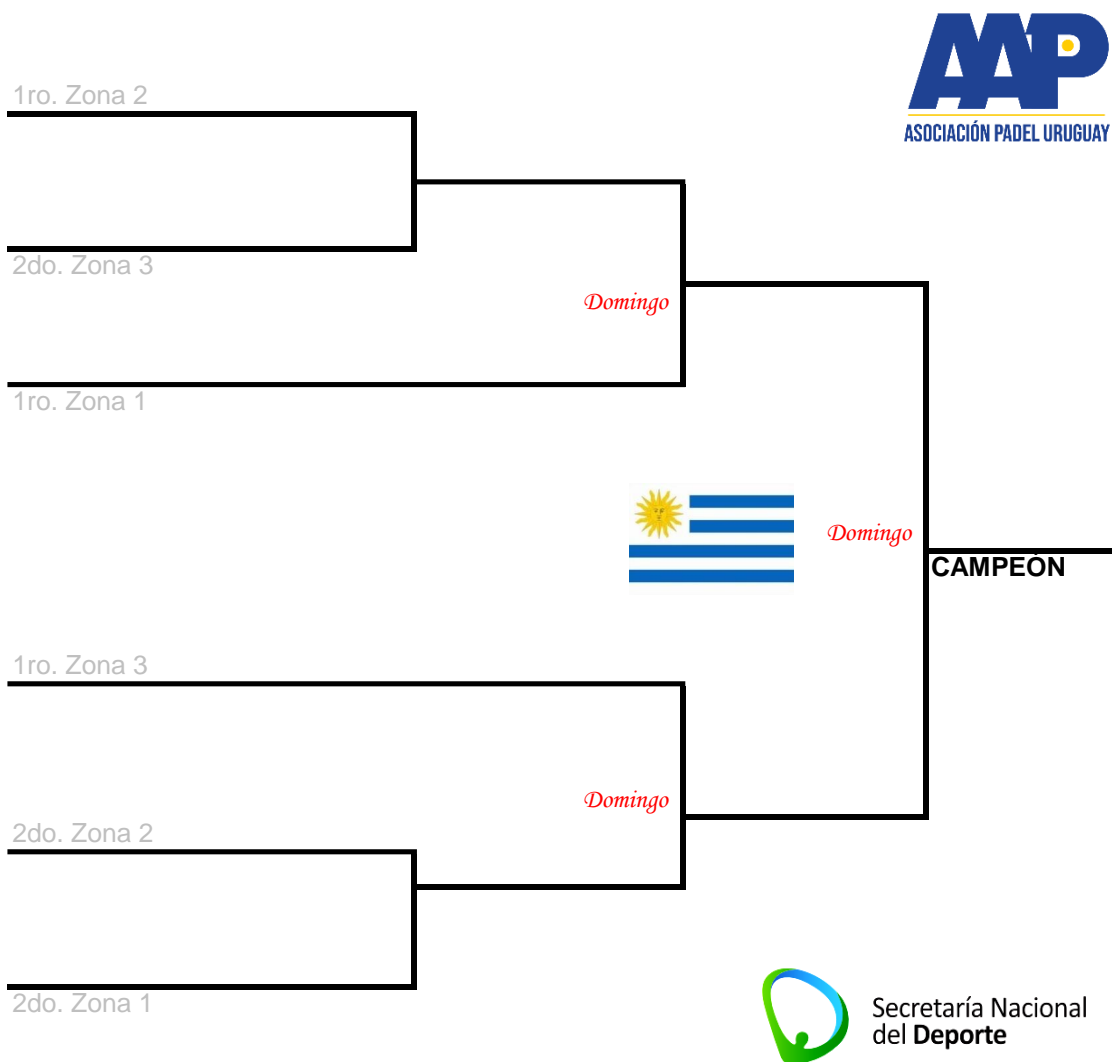 AAP
ASOCIACIÓN PADEL URUGUAY
1ro. Zona 2
2do. Zona 3
Domingo
1ro. Zona 1
Domingo
CAMPEÓN
1ro. Zona 3
Domingo
2do. Zona 2
2do. Zona 1
Secretaría Nacional
del Deporte